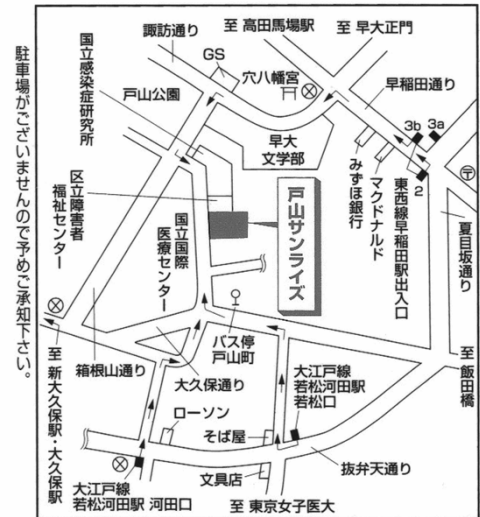 駐車場がございませんので予めご承知下さい。
諏訪通り
至 高田馬場駅
至 早大正門
国立感染症研究所
GS
穴八幡宮
早稲田通り
戸山公園
早大
文学部
3b
3a
みずほ銀行
マクドナルド
2
〒
東西線早稲田駅出入口
夏目坂通り
区立障害者
福祉センター
国立国際
医療センター
戸山サンライズ
バス停
戸山町
至 新大久保駅・大久保駅
箱根山通り
大久保通り
大江戸線
若松河田駅
若松口
至 飯田橋
ローソン
そば屋
抜弁天通り
大江戸線
若松河田駅 河田口
文具店
至 東京女子医大